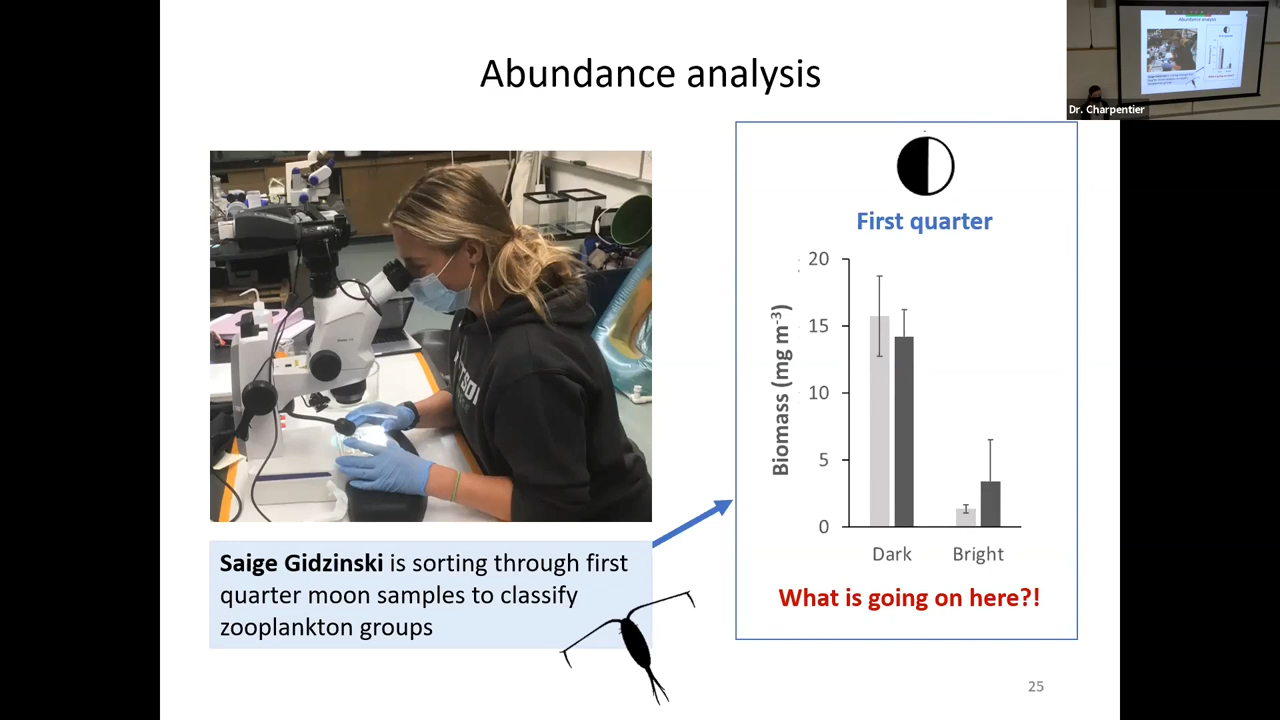 Abundance analysis
Dr. Charpentier
First quarter
20
15
10
5
0
Biomass (mg m⁻³)
Dark Bright
What is going on here?!
Saige Gidzinski is sorting through first
quarter moon samples to classify
zooplankton groups
25